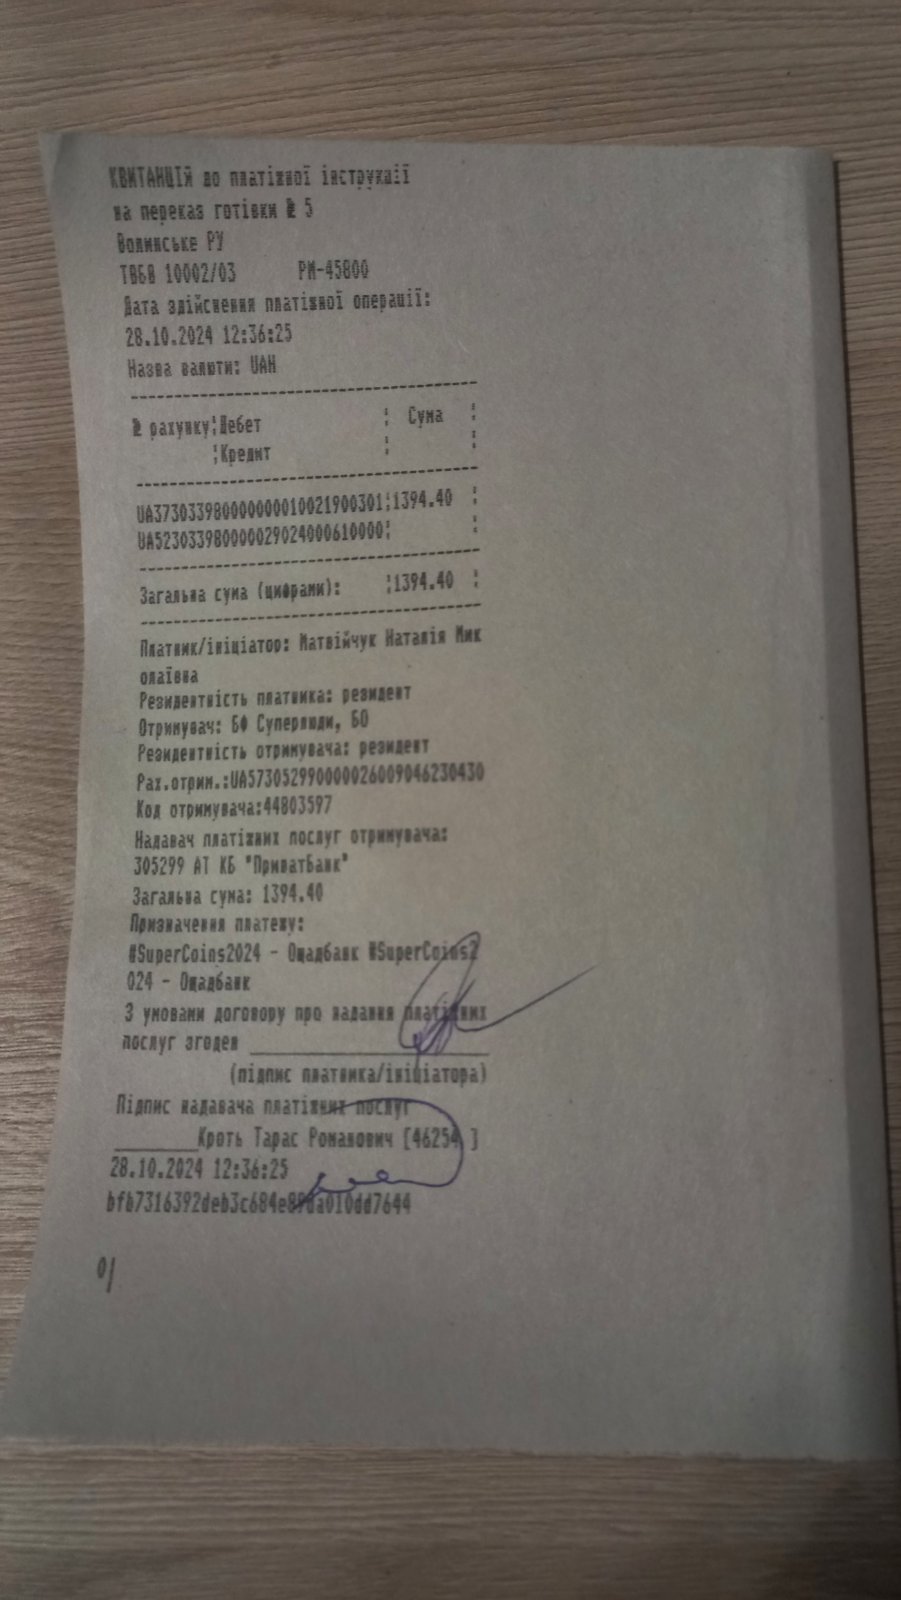 КВИТАНЦІЯ до платіжної інструкції
на переказ готівки № 5
Волинське РУ
ТВБВ 10002/03 РМ-45800
Дата здійснення платіжної операції:
28.10.2024 12:36:25
Назва валюти: UAH
№ рахунку¦Дебет ¦ Сума ¦
¦Кредит ¦ ¦
UA373033980000000010021900301¦1394.40 ¦
UA523033980000029024000610000¦ ¦
Загальна сума (цифрами): ¦1394.40 ¦
Платник/ініціатор: Матвійчук Наталія Мик
олаївна
Резидентність платника: резидент
Отримувач: БФ Суперлюди, БО
Резидентність отримувача: резидент
Рах.отрим.:UA573052990000026009046230430
Код отримувача:44803597
Надавач платіжних послуг отримувача:
305299 АТ КБ "ПриватБанк"
Загальна сума: 1394.40
Призначення платежу:
#SuperCoins2024 - Ощадбанк #SuperCoins2
024 - Ощадбанк
З умовами договору про надання платіжних
послуг згоден ____________________
(підпис платника/ініціатора)
Підпис надавача платіжних послуг
_______Кроть Тарас Романович [46254 ]
28.10.2024 12:36:25